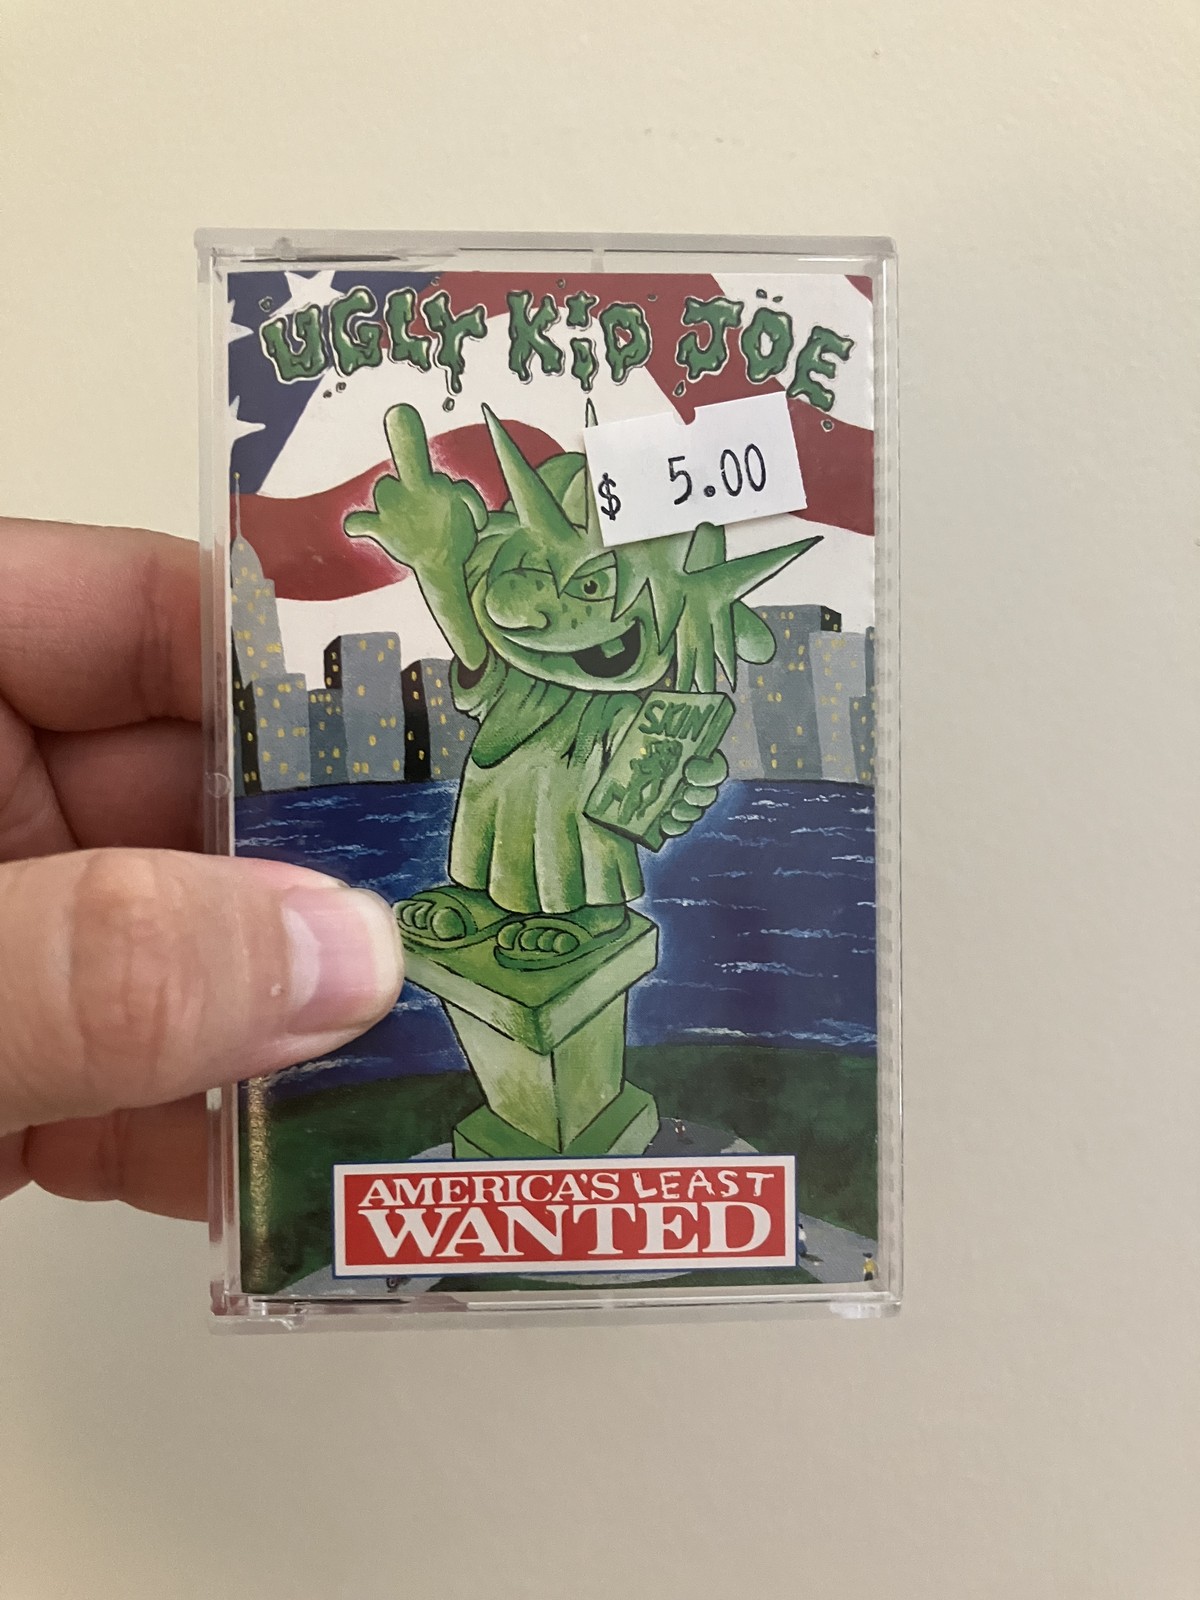 UGLY KiD JOE
$ 5.00
SKIN
AMERICA'S LEAST
WANTED